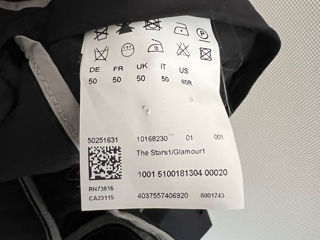 DE FR UK IT US
50 50 50 50 40R
50251631 10168230 01 001
The Stars1/Glamour1
1001 5100181304 00020
RN73616
CA23115 4037557406920 6001743